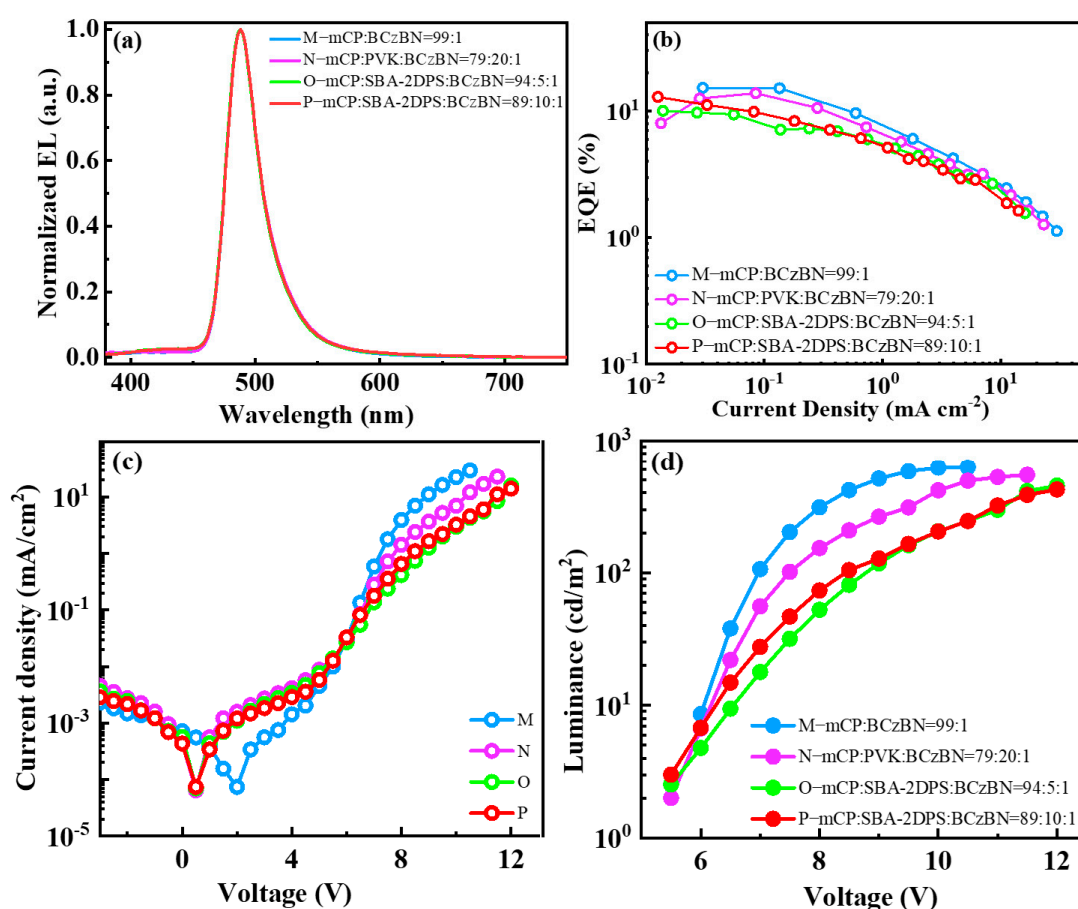 (a)
M−mCP:BCzBN=99:1
N−mCP:PVK:BCzBN=79:20:1
O−mCP:SBA-2DPS:BCzBN=94:5:1
P−mCP:SBA-2DPS:BCzBN=89:10:1
Normalizaed EL (a.u.)
1.0
0.8
0.6
0.4
0.2
0.0
400
500
600
700
Wavelength (nm)
(b)
M−mCP:BCzBN=99:1
N−mCP:PVK:BCzBN=79:20:1
O−mCP:SBA-2DPS:BCzBN=94:5:1
P−mCP:SBA-2DPS:BCzBN=89:10:1
EQE (%)
10¹
10⁰
10⁻¹
10⁻²
10⁻¹
10⁰
10¹
Current Density (mA cm⁻²)
(c)
M
N
O
P
Current density (mA/cm²)
10¹
10⁻¹
10⁻³
10⁻⁵
0
4
8
12
Voltage (V)
(d)
M−mCP:BCzBN=99:1
N−mCP:PVK:BCzBN=79:20:1
O−mCP:SBA-2DPS:BCzBN=94:5:1
P−mCP:SBA-2DPS:BCzBN=89:10:1
Luminance (cd/m²)
10³
10²
10¹
10⁰
6
8
10
12
Voltage (V)